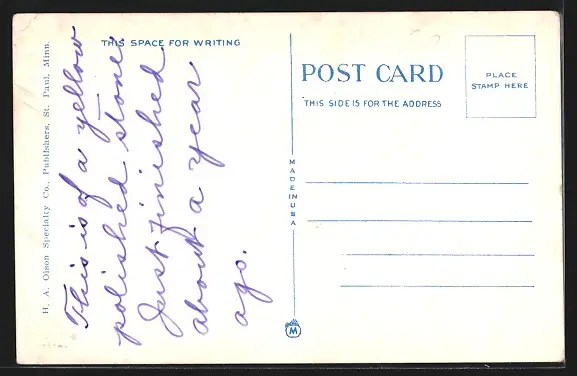 THIS SPACE FOR WRITING
This is of a yellow
polished stone.
Just finished
about a year
ago.
H. A. Olson Specialty Co., Publishers, St. Paul, Minn.
MADE IN USA
M
POST CARD
THIS SIDE IS FOR THE ADDRESS
PLACE
STAMP HERE